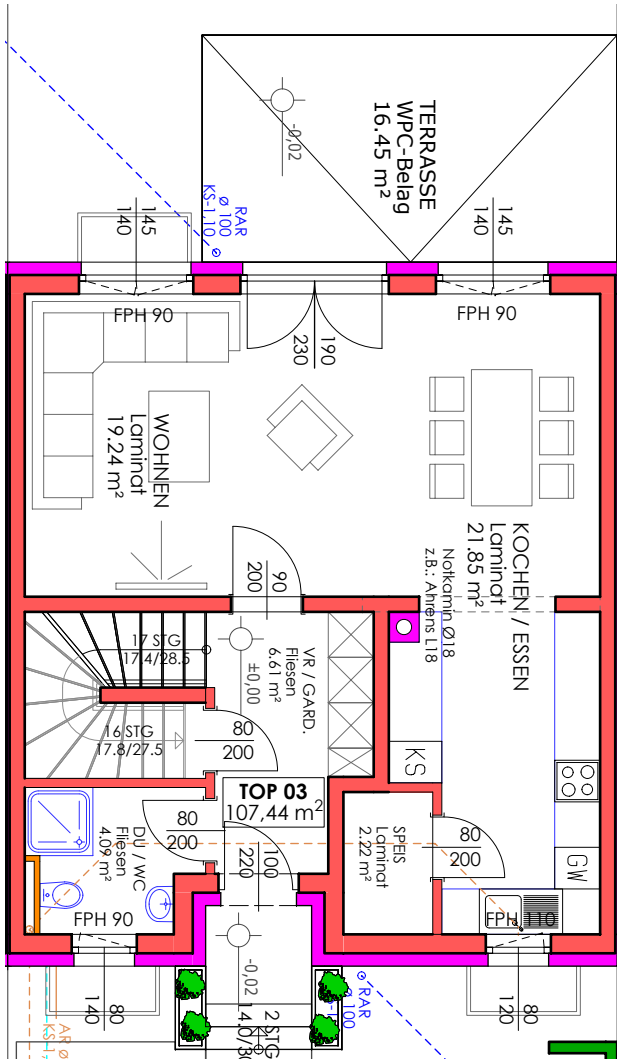 TERRASSE
WPC-Belag
16.45 m²
-0,02
RAR
Ø 100
KS-1,10
145
140
145
140
FPH 90
FPH 90
190
230
WOHNEN
Laminat
19.24 m²
KOCHEN / ESSEN
Laminat
21.85 m²
Notkamin Ø18
z.B.: Ahrens L18
90
200
17 STG
17.4/28.5
16 STG
17.8/27.5
VR / GARD.
Fliesen
6.61 m²
±0,00
80
200
KS
TOP 03
107,44 m²
80
200
100
220
DU / WC
Fliesen
4.09 m²
SPEIS
Laminat
2.22 m²
80
200
GW
FPH 90
FPH 110
80
140
-0,02
2 STG
RAR
Ø 100
80
120